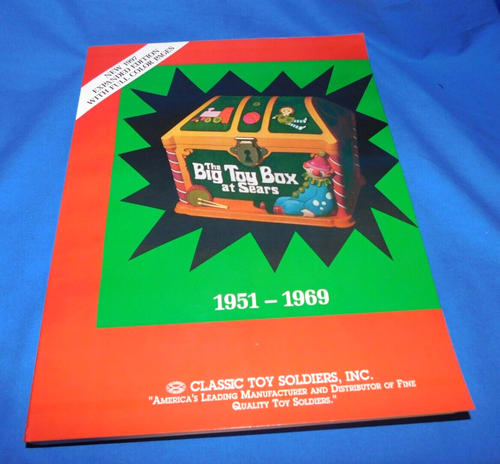 NEW 1997
EXPANDED EDITION
WITH FULL COLOR PAGES
The
Big Toy Box
at Sears
1951 – 1969
CLASSIC TOY SOLDIERS, INC.
"AMERICA'S LEADING MANUFACTURER AND DISTRIBUTOR OF FINE
QUALITY TOY SOLDIERS."